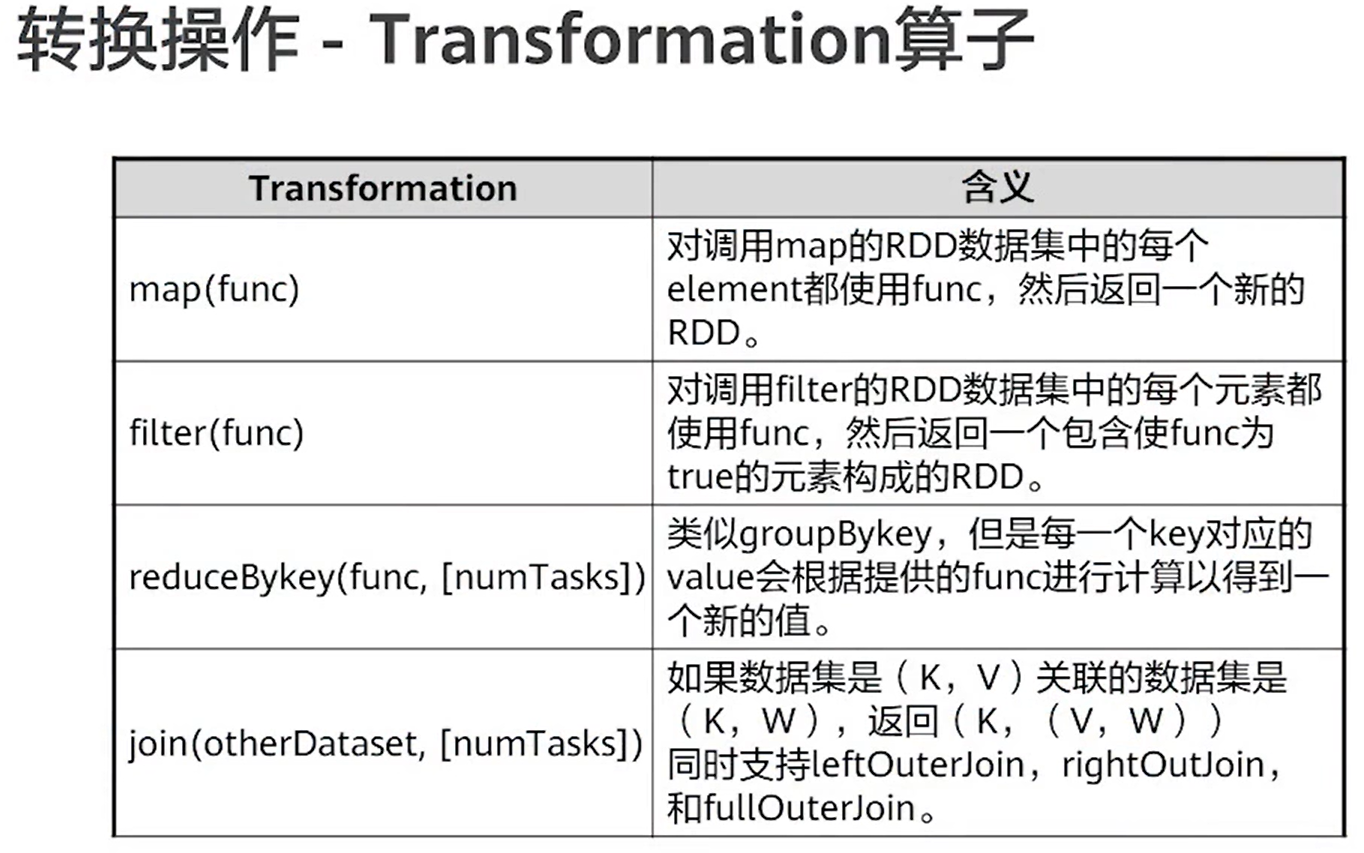 转换操作 - Transformation算子
Transformation
含义
map(func)
对调用map的RDD数据集中的每个
element都使用func，然后返回一个新的
RDD。
filter(func)
对调用filter的RDD数据集中的每个元素都
使用func，然后返回一个包含使func为
true的元素构成的RDD。
reduceBykey(func, [numTasks])
类似groupBykey，但是每一个key对应的
value会根据提供的func进行计算以得到一
个新的值。
join(otherDataset, [numTasks])
如果数据集是（K，V）关联的数据集是
（K，W），返回（K，（V，W））
同时支持leftOuterJoin，rightOutJoin，
和fullOuterJoin。